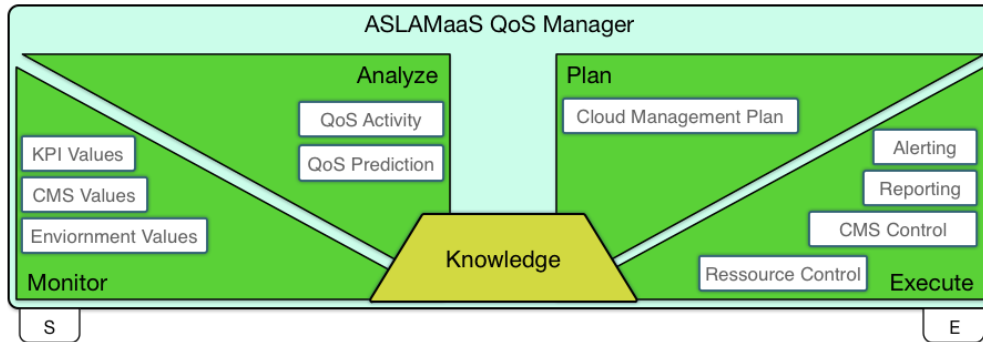 ASLAMaaS QoS Manager
Analyze
QoS Activity
QoS Prediction
Plan
Cloud Management Plan
KPI Values
CMS Values
Enviornment Values
Monitor
Knowledge
Alerting
Reporting
CMS Control
Ressource Control
Execute
S
E